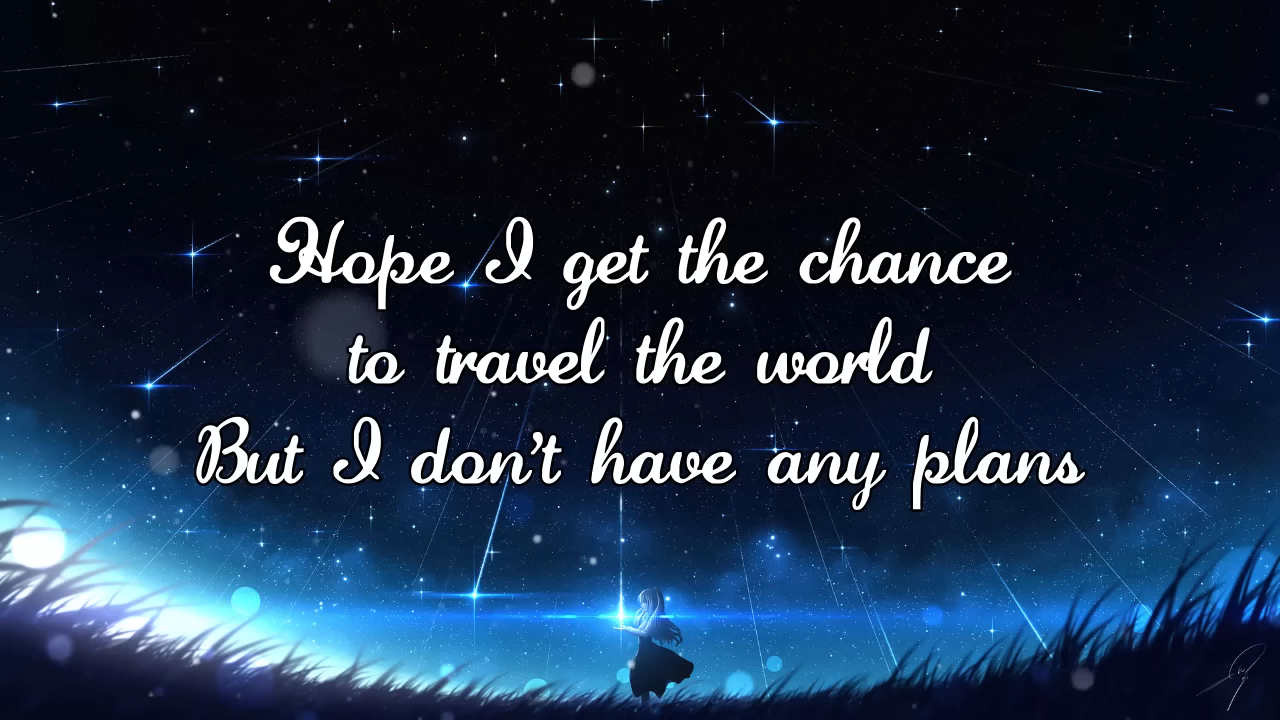 Hope I get the chance
to travel the world
But I don't have any plans